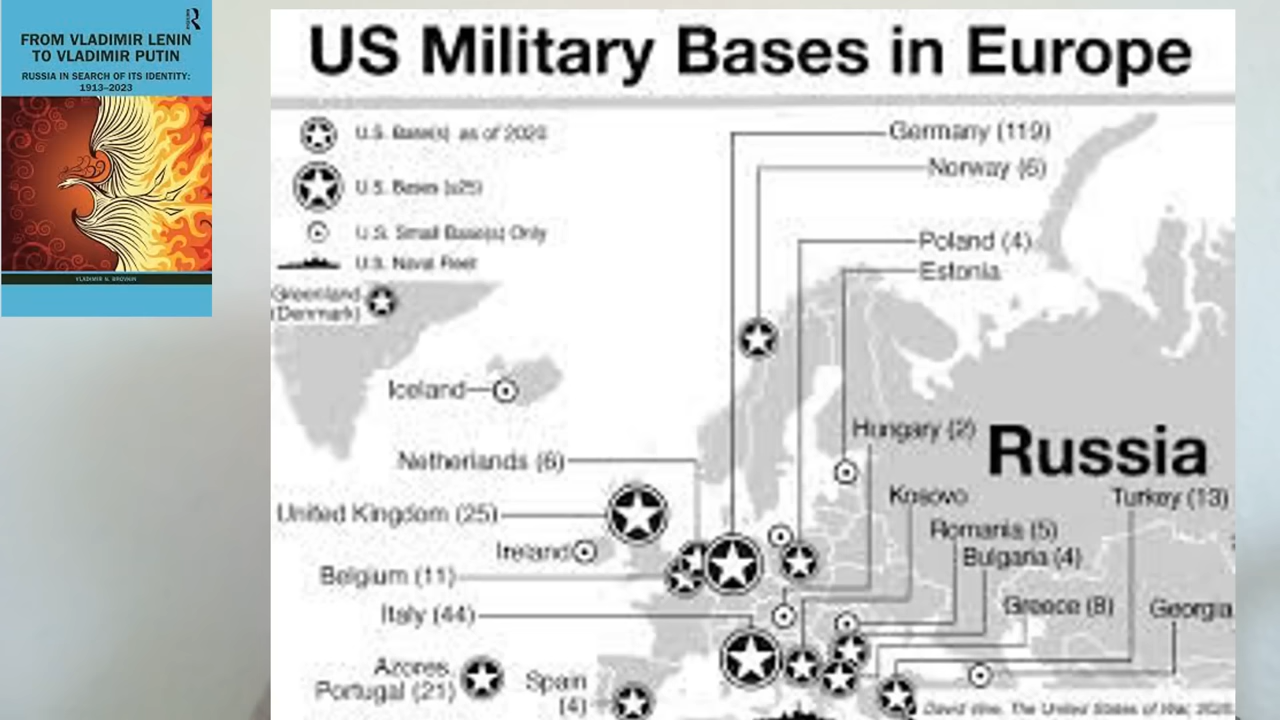 FROM VLADIMIR LENIN
TO VLADIMIR PUTIN
RUSSIA IN SEARCH OF ITS IDENTITY:
1913–2023
VLADIMIR N. BROVKIN
US Military Bases in Europe
U.S. Base(s) as of 2020
U.S. Bases (≥25)
U.S. Small Base(s) Only
U.S. Naval Fleet
Germany (119)
Norway (6)
Poland (4)
Estonia
Greenland
(Denmark)
Iceland
Hungary (2)
Russia
Netherlands (6)
Kosovo
Turkey (13)
United Kingdom (25)
Romania (5)
Ireland
Bulgaria (4)
Belgium (11)
Greece (8)
Georgia
Italy (44)
Azores,
Portugal (21)
Spain
(4)
David Vine, The United States of War, 2020